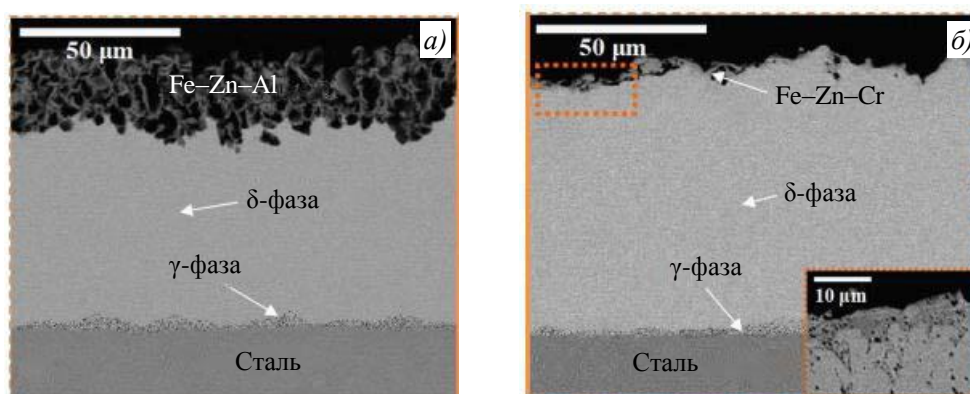 50 µm
а)
Fe–Zn–Al
δ-фаза
γ-фаза
Сталь
50 µm
б)
Fe–Zn–Cr
δ-фаза
γ-фаза
10 µm
Сталь